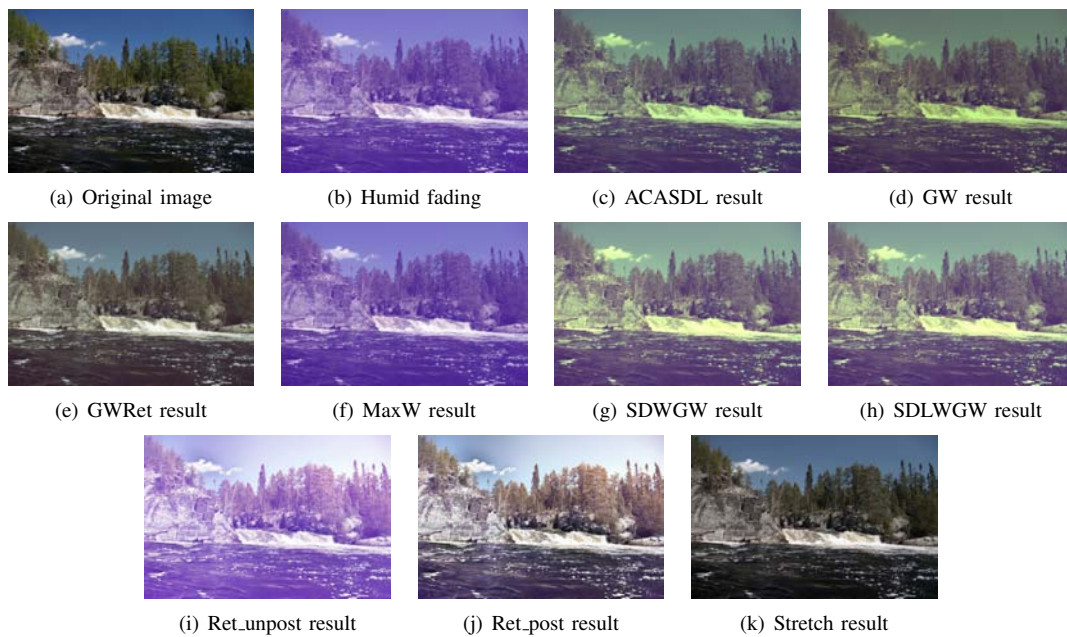 (a) Original image
(b) Humid fading
(c) ACASDL result
(d) GW result
(e) GWRet result
(f) MaxW result
(g) SDWGW result
(h) SDLWGW result
(i) Ret_unpost result
(j) Ret_post result
(k) Stretch result